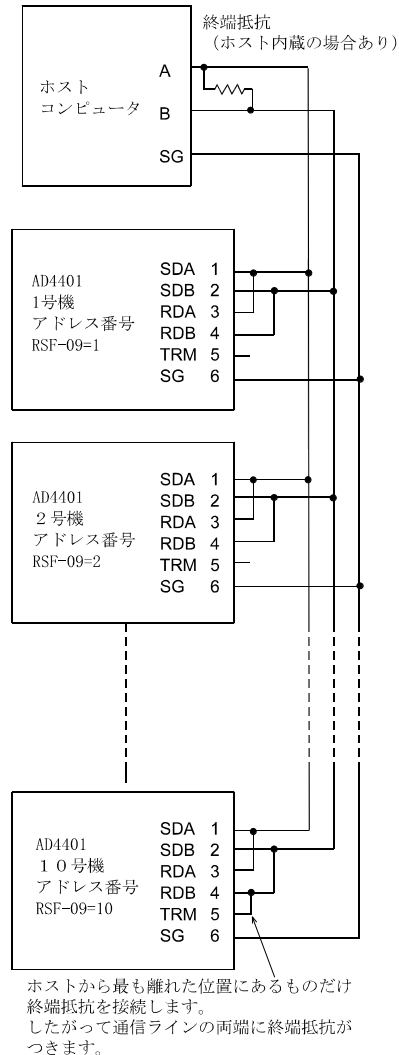 終端抵抗
（ホスト内蔵の場合あり）
ホスト
コンピュータ
A
B
SG
AD4401
1号機
アドレス番号
RSF-09=1
SDA 1
SDB 2
RDA 3
RDB 4
TRM 5
SG 6
AD4401
２号機
アドレス番号
RSF-09=2
SDA 1
SDB 2
RDA 3
RDB 4
TRM 5
SG 6
AD4401
１０号機
アドレス番号
RSF-09=10
SDA 1
SDB 2
RDA 3
RDB 4
TRM 5
SG 6
ホストから最も離れた位置にあるものだけ
終端抵抗を接続します。
したがって通信ラインの両端に終端抵抗が
つきます。